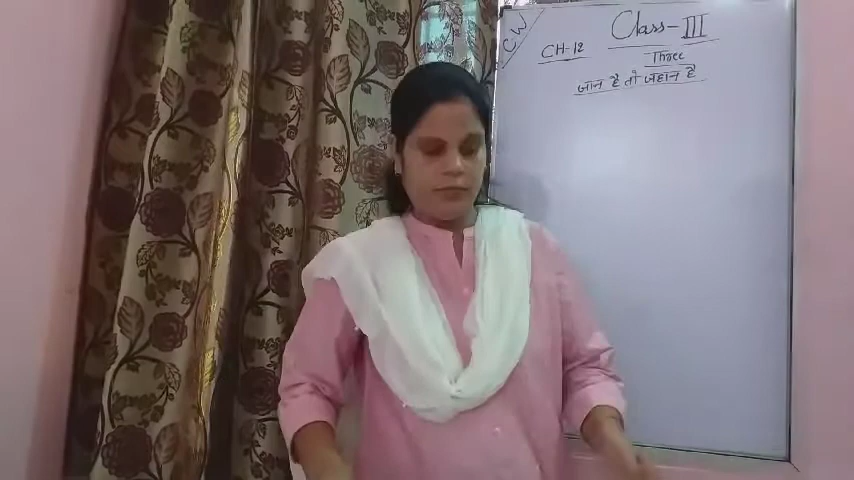 C.W
CH-12
Class-III
Three
जान है तो जहान है